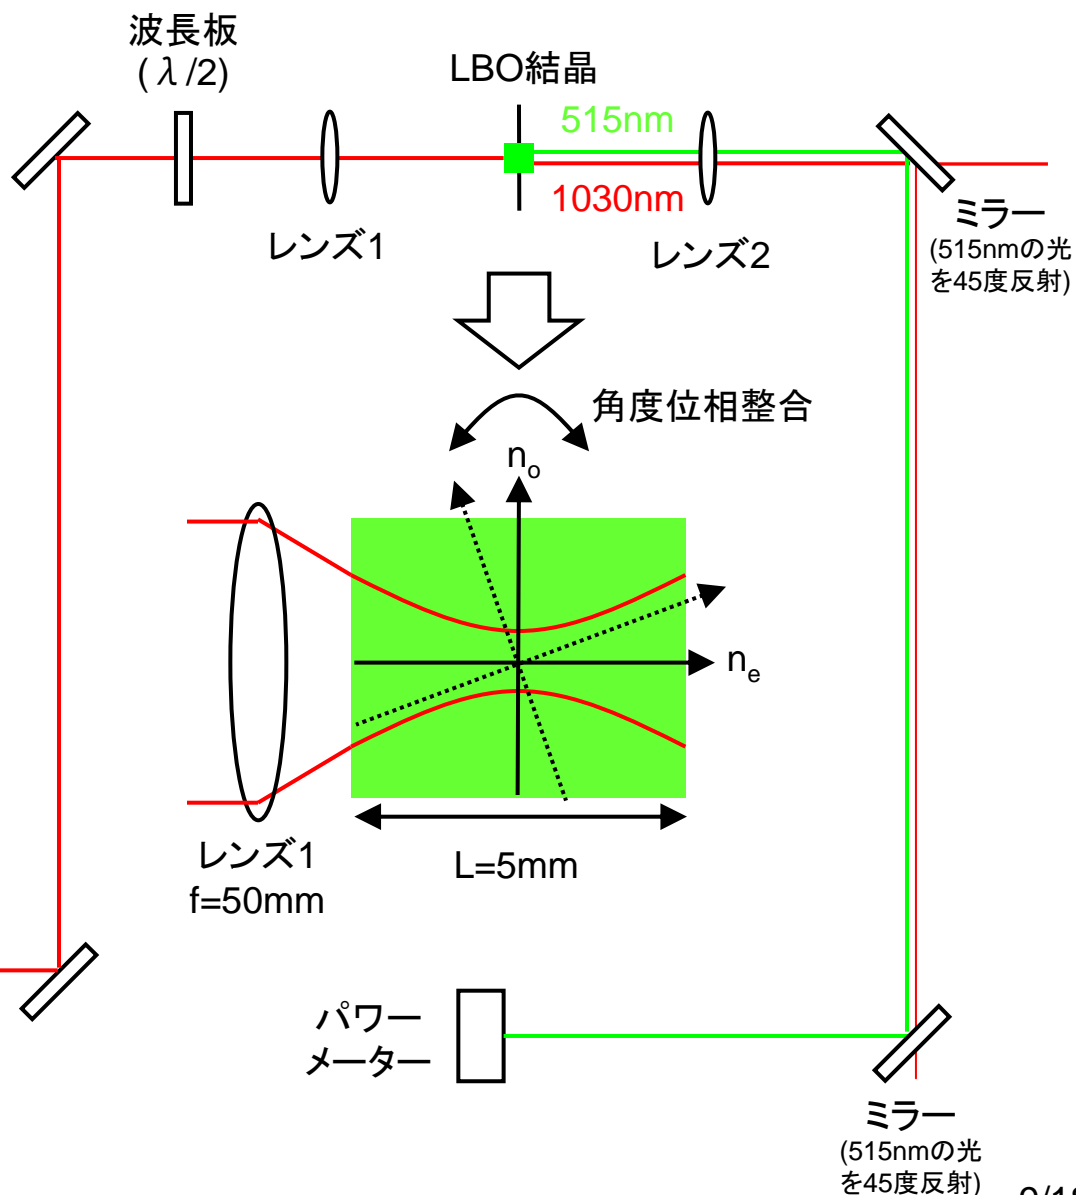 波長板
(λ/2)
LBO結晶
515nm
1030nm
レンズ1
レンズ2
ミラー
(515nmの光
を45度反射)
角度位相整合
no
ne
レンズ1
f=50mm
L=5mm
パワー
メーター
ミラー
(515nmの光
を45度反射)